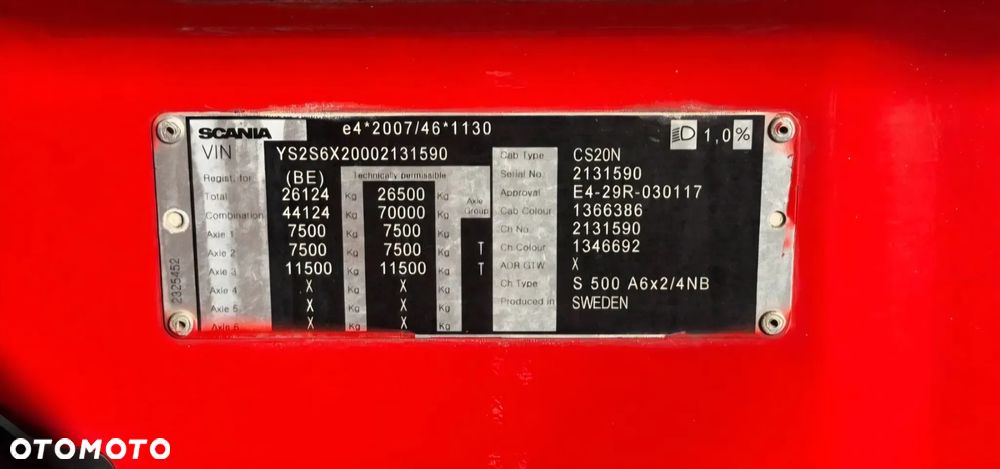 SCANIA e4*2007/46*1130 1,0%
VIN YS2S6X20002131590 Cab Type CS20N
Regist. for (BE) Technically permissible Serial No. 2131590
Total 26124 Kg 26500 Kg Axle Group Approval E4-29R-030117
Combination 44124 Kg 70000 Kg Cab Colour 1366386
Axle 1 7500 Kg 7500 Kg Ch No. 2131590
Axle 2 7500 Kg 7500 Kg T Ch.Colour 1346692
Axle 3 11500 Kg 11500 Kg T ADR GTW X
Axle 4 X Kg X Kg Ch Type S 500 A6x2/4NB
Axle 5 X Kg X Kg Produced in SWEDEN
Axle 6 X Kg X Kg
2325452
OTOMOTO